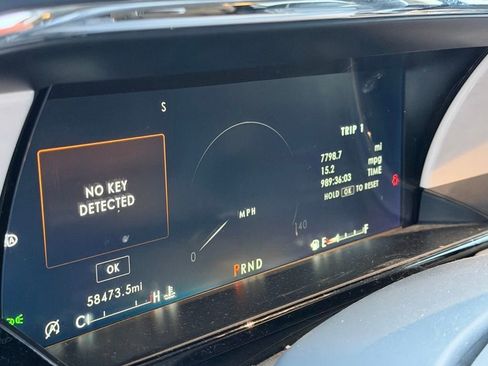 S
NO KEY
DETECTED
OK
58473.5mi
C H
MPH
0 140
PRND
TRIP 1
7798.7 mi
15.2 mpg
989:36:03 TIME
HOLD OK TO RESET
E F